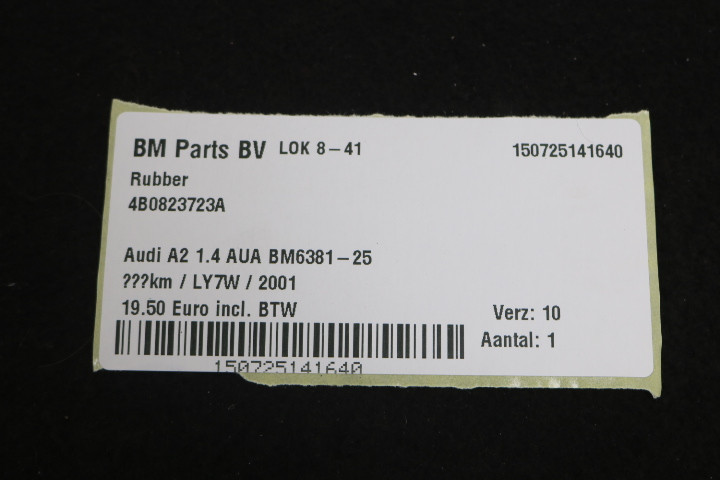 BM Parts BV LOK 8-41 150725141640
Rubber
4B0823723A
Audi A2 1.4 AUA BM6381-25
???km / LY7W / 2001
19.50 Euro incl. BTW
Verz: 10
Aantal: 1
150725141640